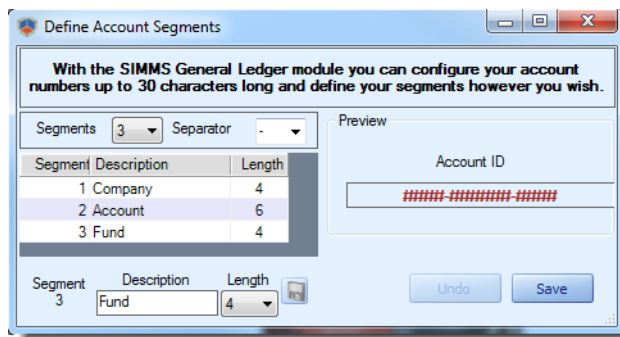 Define Account Segments
With the SIMMS General Ledger module you can configure your account
numbers up to 30 characters long and define your segments however you wish.
Segments 3 Separator -
Preview
Segment Description Length
1 Company 4
2 Account 6
3 Fund 4
Account ID
####-######-####
Segment 3
Description
Fund
Length
4
Undo
Save